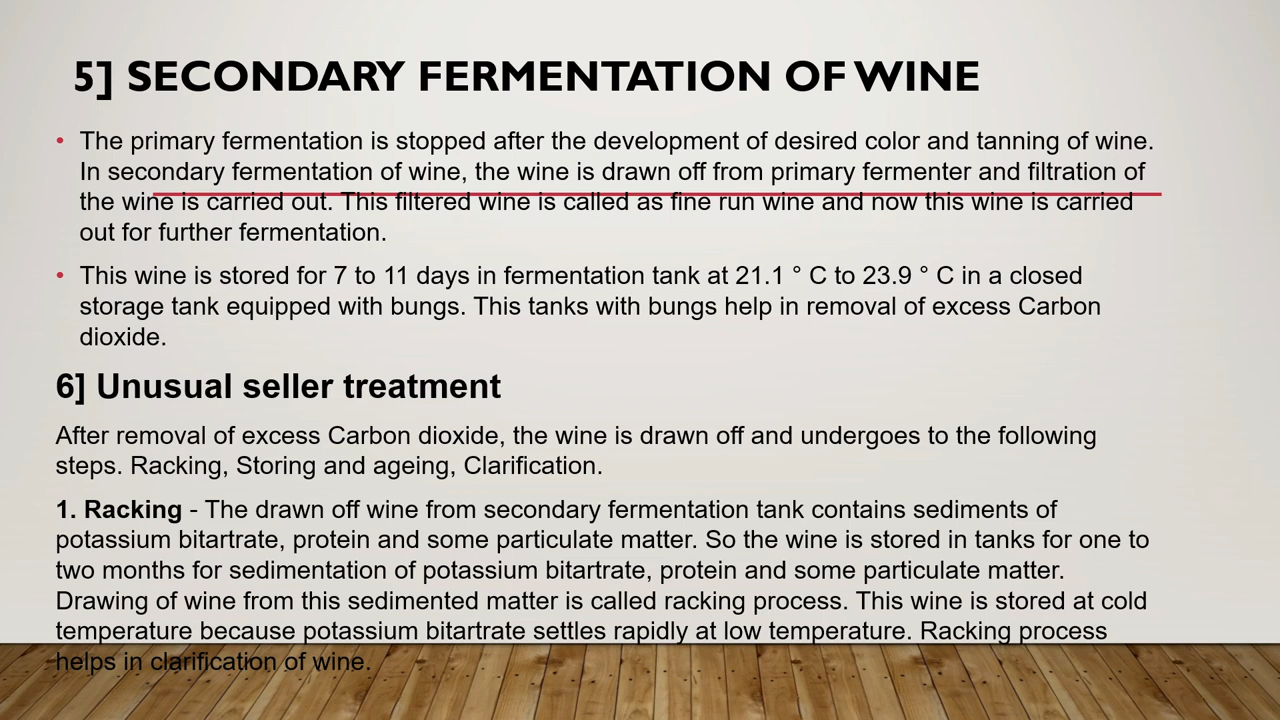 5] SECONDARY FERMENTATION OF WINE
• The primary fermentation is stopped after the development of desired color and tanning of wine.
In secondary fermentation of wine, the wine is drawn off from primary fermenter and filtration of
the wine is carried out. This filtered wine is called as fine run wine and now this wine is carried
out for further fermentation.
• This wine is stored for 7 to 11 days in fermentation tank at 21.1 ° C to 23.9 ° C in a closed
storage tank equipped with bungs. This tanks with bungs help in removal of excess Carbon
dioxide.
6] Unusual seller treatment
After removal of excess Carbon dioxide, the wine is drawn off and undergoes to the following
steps. Racking, Storing and ageing, Clarification.
1. Racking - The drawn off wine from secondary fermentation tank contains sediments of
potassium bitartrate, protein and some particulate matter. So the wine is stored in tanks for one to
two months for sedimentation of potassium bitartrate, protein and some particulate matter.
Drawing of wine from this sedimented matter is called racking process. This wine is stored at cold
temperature because potassium bitartrate settles rapidly at low temperature. Racking process
helps in clarification of wine.